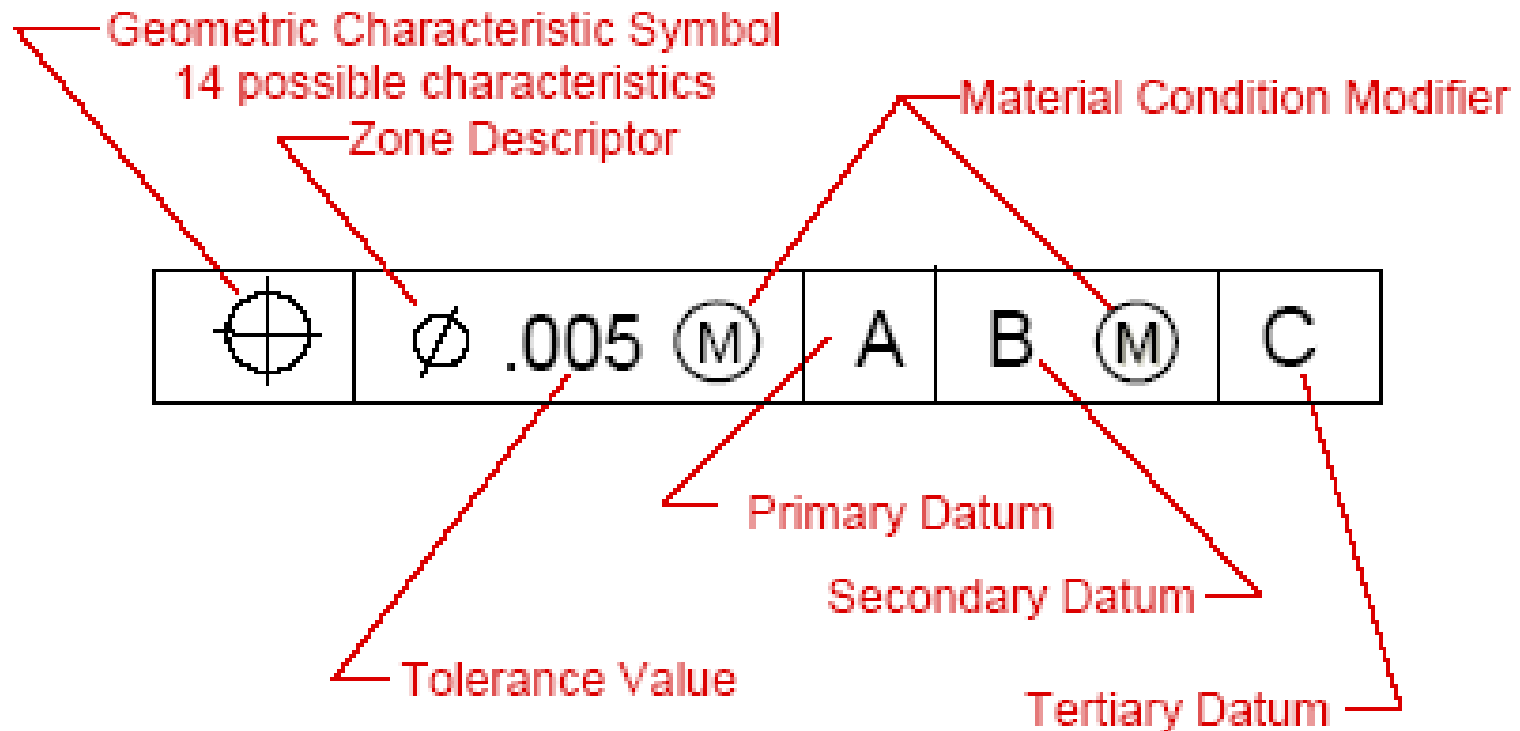 Geometric Characteristic Symbol
14 possible characteristics
Material Condition Modifier
Zone Descriptor
⌀ .005 Ⓜ A B Ⓜ C
Primary Datum
Secondary Datum
Tolerance Value
Tertiary Datum